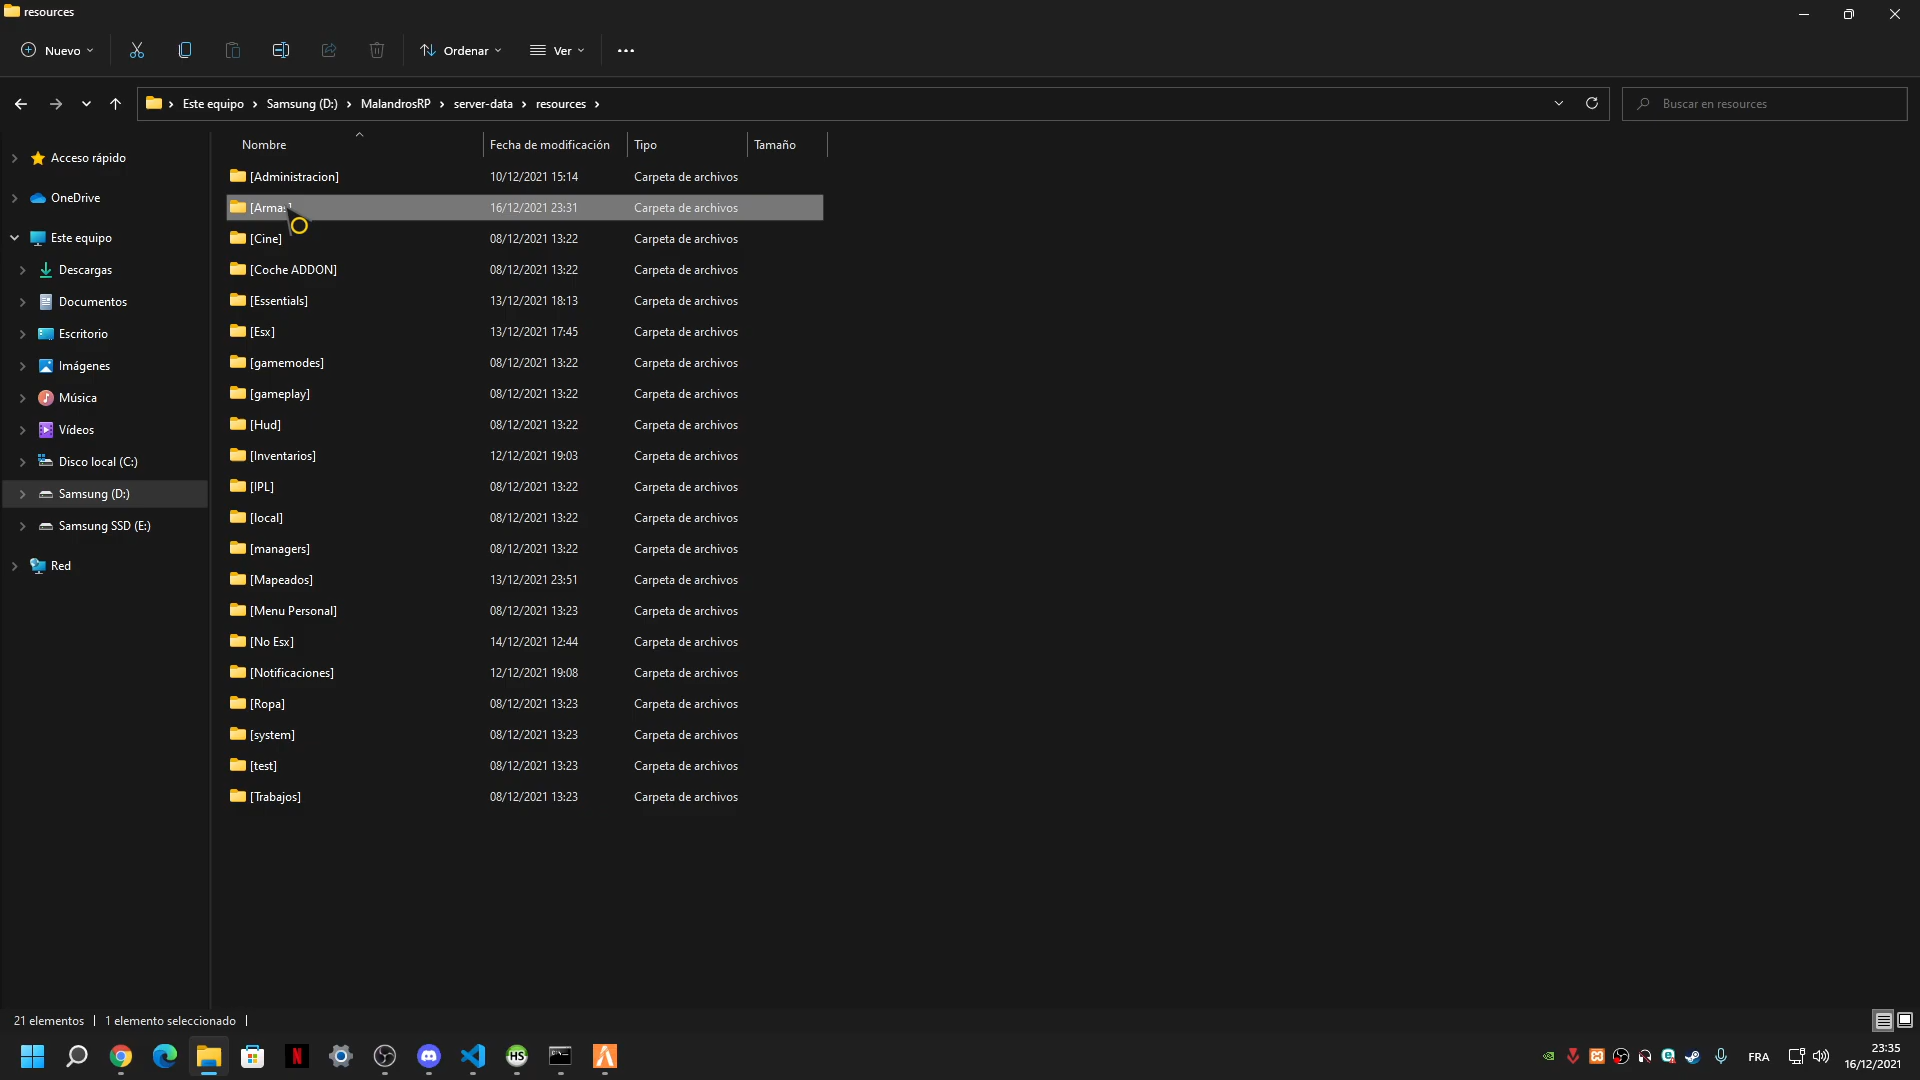 resources
Nuevo
Ordenar
Ver
Este equipo > Samsung (D:) > MalandrosRP > server-data > resources >
Buscar en resources
Acceso rápido
OneDrive
Este equipo
Descargas
Documentos
Escritorio
Imágenes
Música
Vídeos
Disco local (C:)
Samsung (D:)
Samsung SSD (E:)
Red
Nombre Fecha de modificación Tipo Tamaño
[Administracion] 10/12/2021 15:14 Carpeta de archivos
[Armas] 16/12/2021 23:31 Carpeta de archivos
[Cine] 08/12/2021 13:22 Carpeta de archivos
[Coche ADDON] 08/12/2021 13:22 Carpeta de archivos
[Essentials] 13/12/2021 18:13 Carpeta de archivos
[Esx] 13/12/2021 17:45 Carpeta de archivos
[gamemodes] 08/12/2021 13:22 Carpeta de archivos
[gameplay] 08/12/2021 13:22 Carpeta de archivos
[Hud] 08/12/2021 13:22 Carpeta de archivos
[Inventarios] 12/12/2021 19:03 Carpeta de archivos
[IPL] 08/12/2021 13:22 Carpeta de archivos
[local] 08/12/2021 13:22 Carpeta de archivos
[managers] 08/12/2021 13:22 Carpeta de archivos
[Mapeados] 13/12/2021 23:51 Carpeta de archivos
[Menu Personal] 08/12/2021 13:23 Carpeta de archivos
[No Esx] 14/12/2021 12:44 Carpeta de archivos
[Notificaciones] 12/12/2021 19:08 Carpeta de archivos
[Ropa] 08/12/2021 13:23 Carpeta de archivos
[system] 08/12/2021 13:23 Carpeta de archivos
[test] 08/12/2021 13:23 Carpeta de archivos
[Trabajos] 08/12/2021 13:23 Carpeta de archivos
21 elementos | 1 elemento seleccionado |
HS
FRA
23:35
16/12/2021